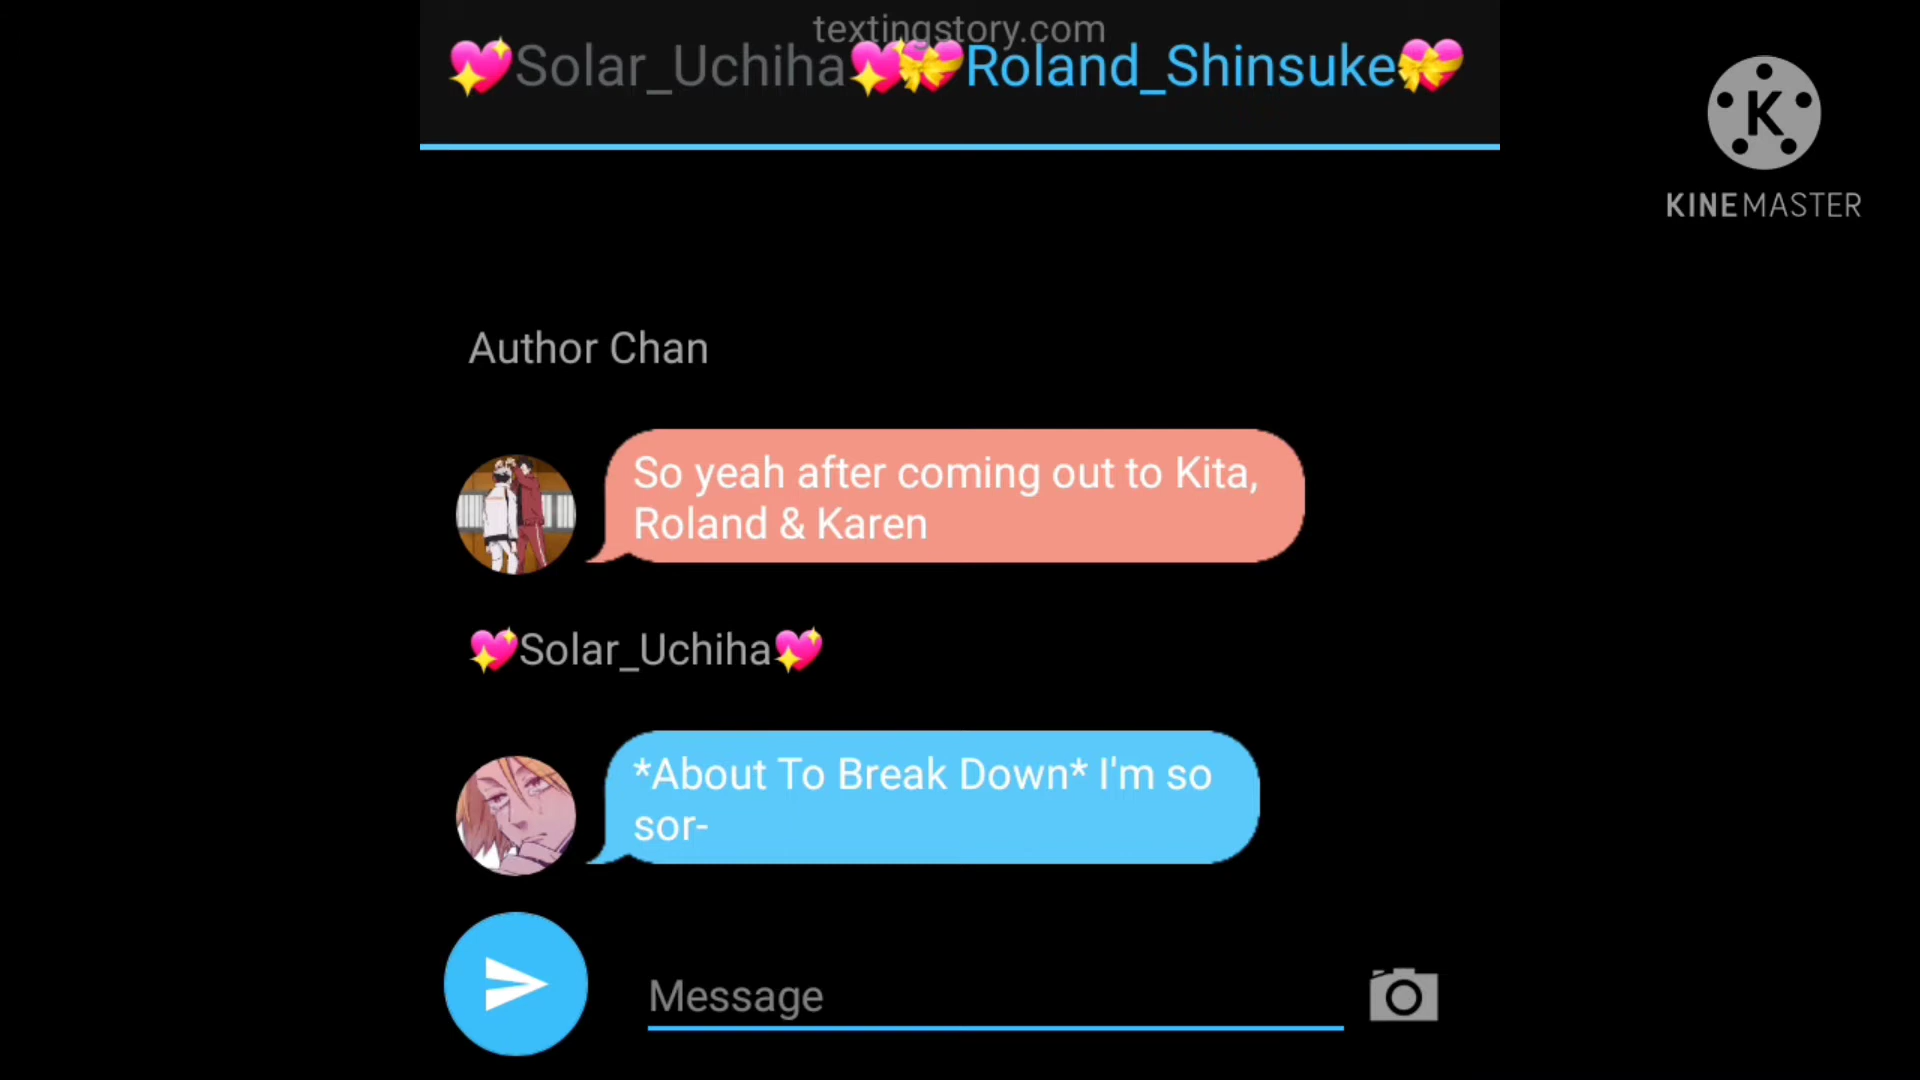 textingstory.com
💖Solar_Uchiha💖💝Roland_Shinsuke💝
K
KINEMASTER
Author Chan
So yeah after coming out to Kita,
Roland & Karen
💖Solar_Uchiha💖
*About To Break Down* I'm so
sor-
Message